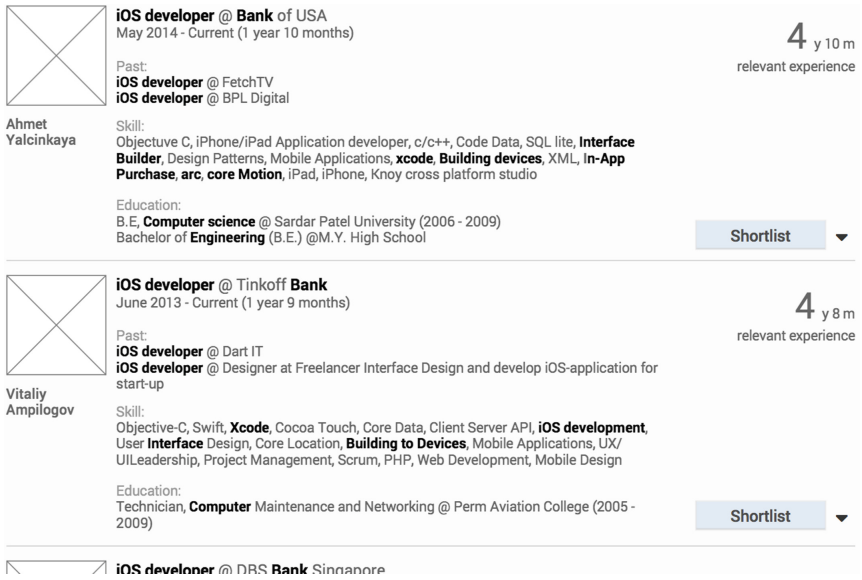 iOS developer @ Bank of USA
May 2014 - Current (1 year 10 months)
4 y 10 m
relevant experience
Past:
iOS developer @ FetchTV
iOS developer @ BPL Digital
Ahmet
Yalcinkaya
Skill:
Objectuve C, iPhone/iPad Application developer, c/c++, Code Data, SQL lite, Interface
Builder, Design Patterns, Mobile Applications, xcode, Building devices, XML, In-App
Purchase, arc, core Motion, iPad, iPhone, Knoy cross platform studio
Education:
B.E, Computer science @ Sardar Patel University (2006 - 2009)
Bachelor of Engineering (B.E.) @M.Y. High School
Shortlist
iOS developer @ Tinkoff Bank
June 2013 - Current (1 year 9 months)
4 y 8 m
relevant experience
Past:
iOS developer @ Dart IT
iOS developer @ Designer at Freelancer Interface Design and develop iOS-application for
start-up
Vitaliy
Ampilogov
Skill:
Objective-C, Swift, Xcode, Cocoa Touch, Core Data, Client Server API, iOS development,
User Interface Design, Core Location, Building to Devices, Mobile Applications, UX/
UILeadership, Project Management, Scrum, PHP, Web Development, Mobile Design
Education:
Technician, Computer Maintenance and Networking @ Perm Aviation College (2005 -
2009)
Shortlist
iOS developer @ DBS Bank Singapore